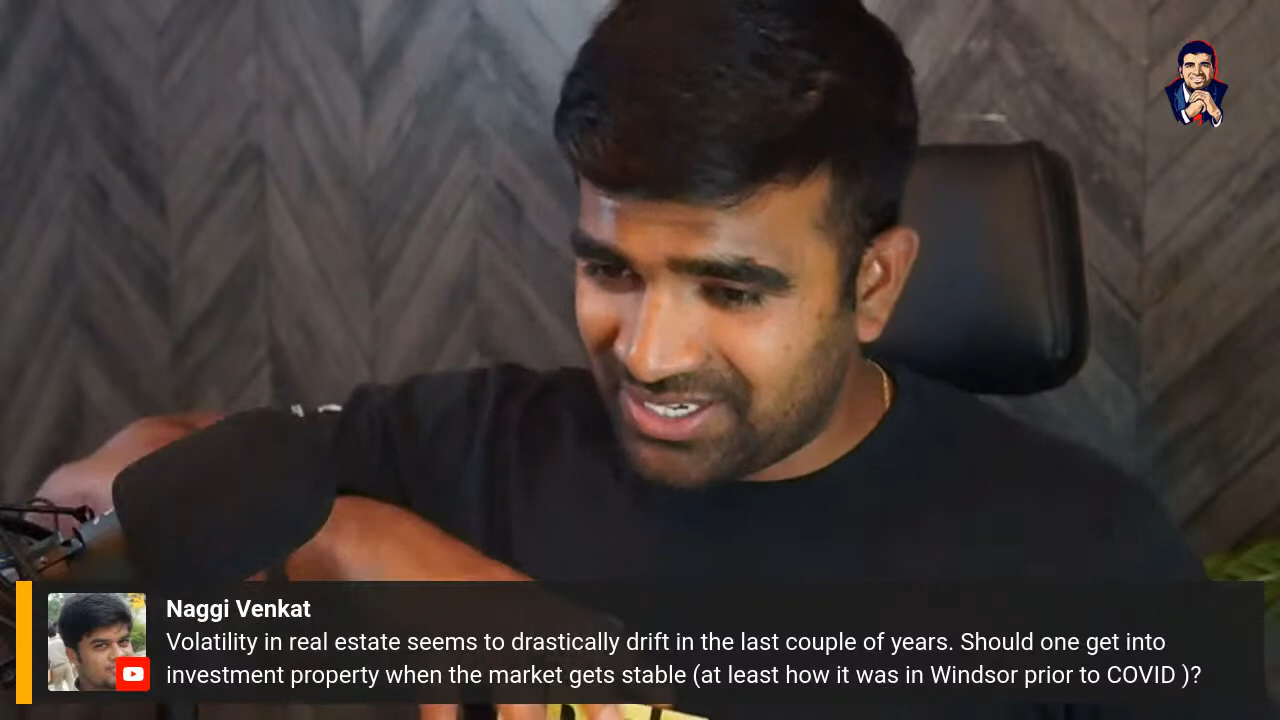 Naggi Venkat
Volatility in real estate seems to drastically drift in the last couple of years. Should one get into
investment property when the market gets stable (at least how it was in Windsor prior to COVID )?